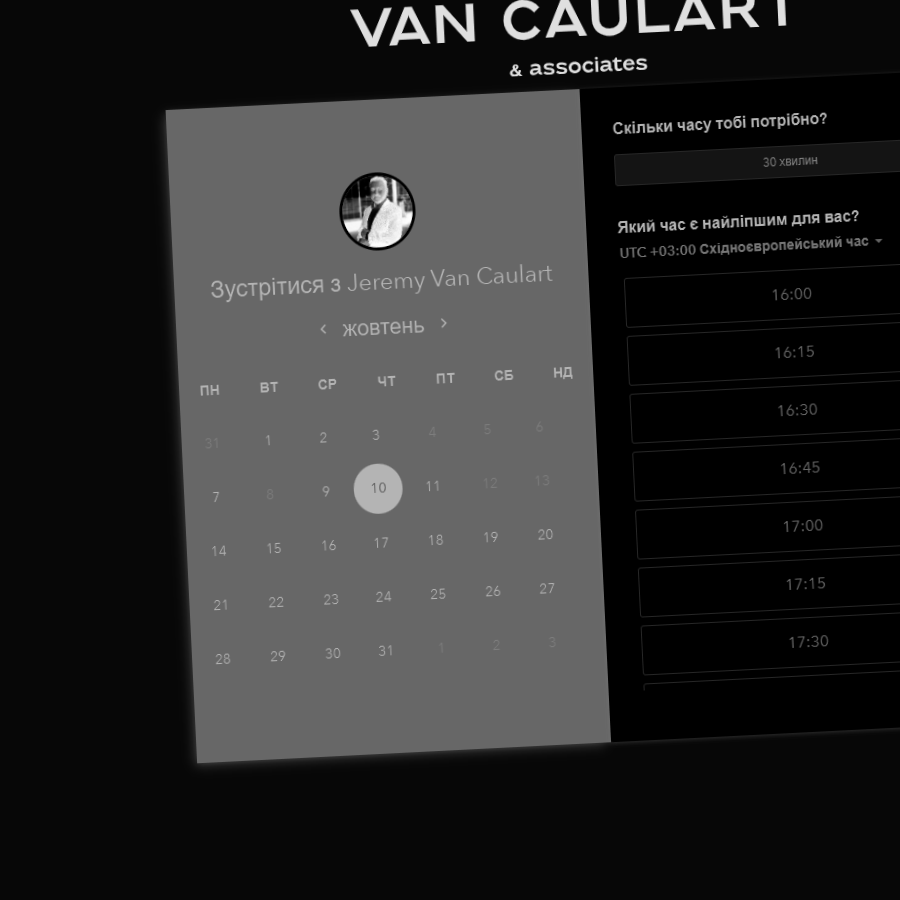 VAN CAULART
& associates
Зустрітися з Jeremy Van Caulart
‹ жовтень ›
ПН ВТ СР ЧТ ПТ СБ НД
31 1 2 3 4 5 6
7 8 9 10 11 12 13
14 15 16 17 18 19 20
21 22 23 24 25 26 27
28 29 30 31 1 2 3
Скільки часу тобі потрібно?
30 хвилин
Який час є найліпшим для вас?
UTC +03:00 Східноєвропейський час
16:00
16:15
16:30
16:45
17:00
17:15
17:30